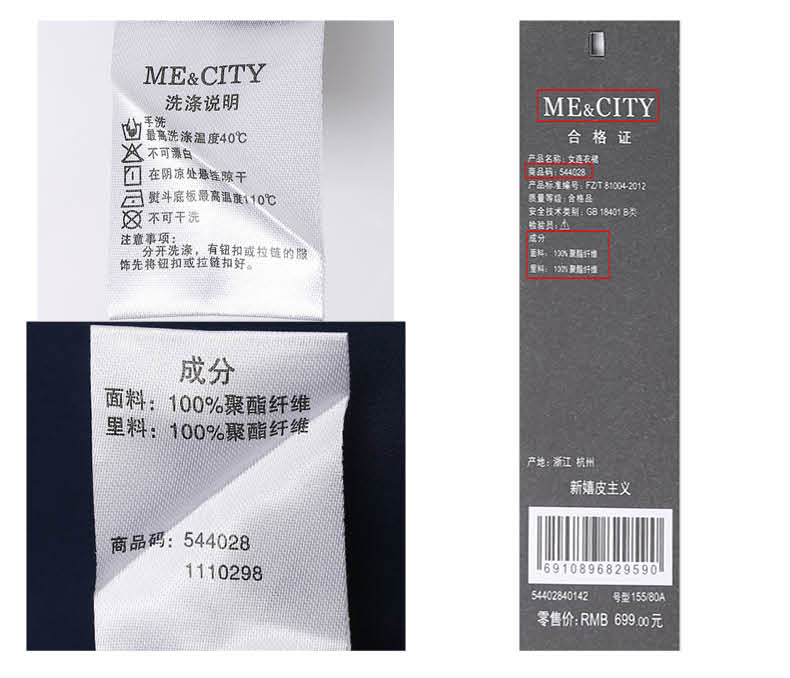 ME&CITY
洗涤说明
手洗
最高洗涤温度40℃
不可漂白
在阴凉处悬挂晾干
熨斗底板最高温度110℃
不可干洗
注意事项:
分开洗涤，有钮扣或拉链的服
饰先将钮扣或拉链扣好。
成分
面料：100%聚酯纤维
里料：100%聚酯纤维
商品码：544028
1110298
ME&CITY
合格证
产品名称：女连衣裙
商品码：544028
产品标准编号：FZ/T 81004-2012
质量等级：合格品
安全技术类别：GB 18401 B类
检验员：
成分
面料：100%聚酯纤维
里料：100%聚酯纤维
产地：浙江 杭州
新嬉皮主义
6910896829590
54402840142 号型155/80A
零售价：RMB 699.00元